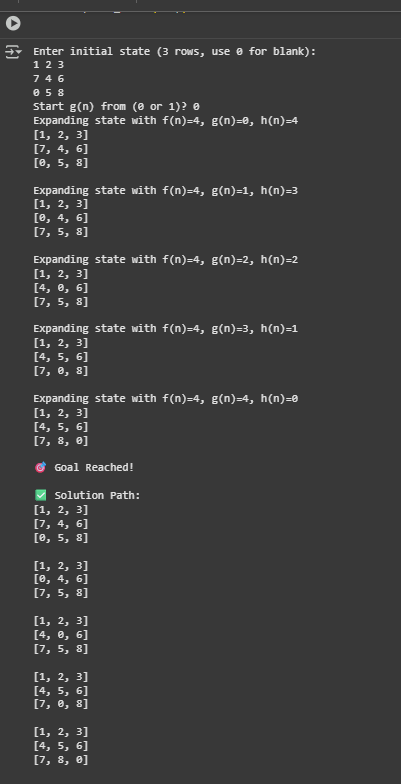 Enter initial state (3 rows, use 0 for blank):
1 2 3
7 4 6
0 5 8
Start g(n) from (0 or 1)? 0
Expanding state with f(n)=4, g(n)=0, h(n)=4
[1, 2, 3]
[7, 4, 6]
[0, 5, 8]
Expanding state with f(n)=4, g(n)=1, h(n)=3
[1, 2, 3]
[0, 4, 6]
[7, 5, 8]
Expanding state with f(n)=4, g(n)=2, h(n)=2
[1, 2, 3]
[4, 0, 6]
[7, 5, 8]
Expanding state with f(n)=4, g(n)=3, h(n)=1
[1, 2, 3]
[4, 5, 6]
[7, 0, 8]
Expanding state with f(n)=4, g(n)=4, h(n)=0
[1, 2, 3]
[4, 5, 6]
[7, 8, 0]
🎯 Goal Reached!
✅ Solution Path:
[1, 2, 3]
[7, 4, 6]
[0, 5, 8]
[1, 2, 3]
[0, 4, 6]
[7, 5, 8]
[1, 2, 3]
[4, 0, 6]
[7, 5, 8]
[1, 2, 3]
[4, 5, 6]
[7, 0, 8]
[1, 2, 3]
[4, 5, 6]
[7, 8, 0]